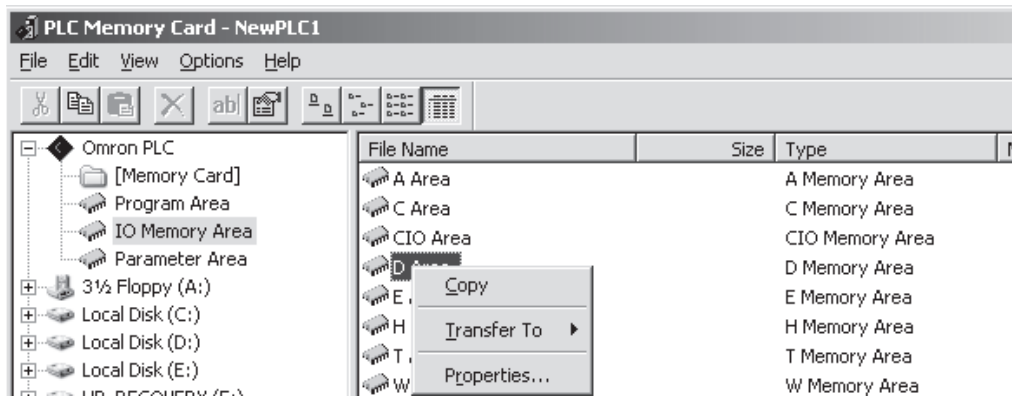 PLC Memory Card - NewPLC1
File Edit View Options Help
ab
Omron PLC
[Memory Card]
Program Area
IO Memory Area
Parameter Area
3½ Floppy (A:)
Local Disk (C:)
Local Disk (D:)
Local Disk (E:)
File Name Size Type
A Area A Memory Area
C Area C Memory Area
CIO Area CIO Memory Area
D D Memory Area
E E Memory Area
H H Memory Area
T T Memory Area
W W Memory Area
Copy
Transfer To
Properties...